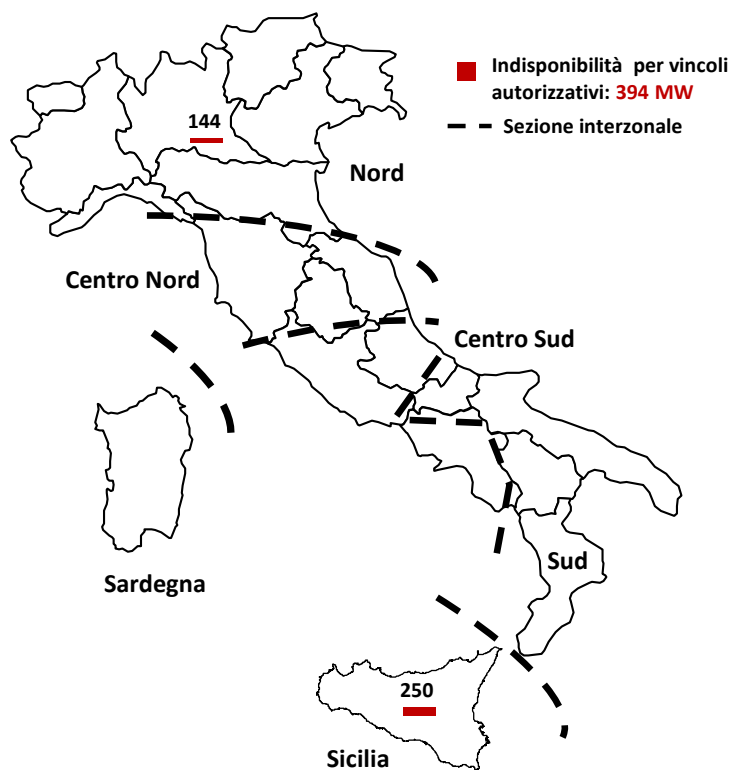 Indisponibilità per vincoli
autorizzativi: 394 MW
Sezione interzonale
144
Nord
Centro Nord
Centro Sud
Sardegna
Sud
250
Sicilia